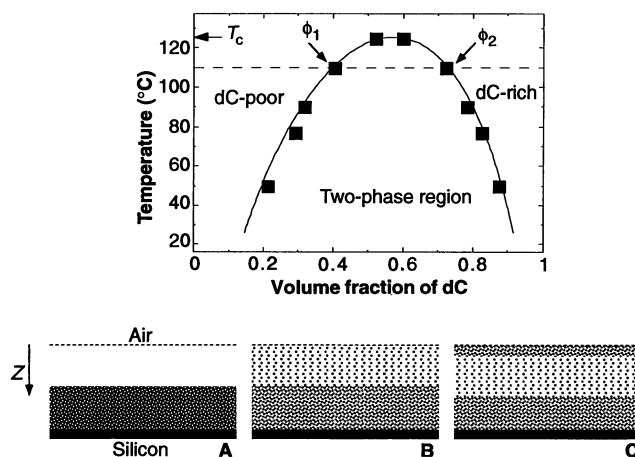 T_c
ϕ₁
ϕ₂
120
100
80
60
40
20
Temperature (°C)
dC-poor
dC-rich
Two-phase region
0 0.2 0.4 0.6 0.8 1
Volume fraction of dC
Air
Z
Silicon A B C